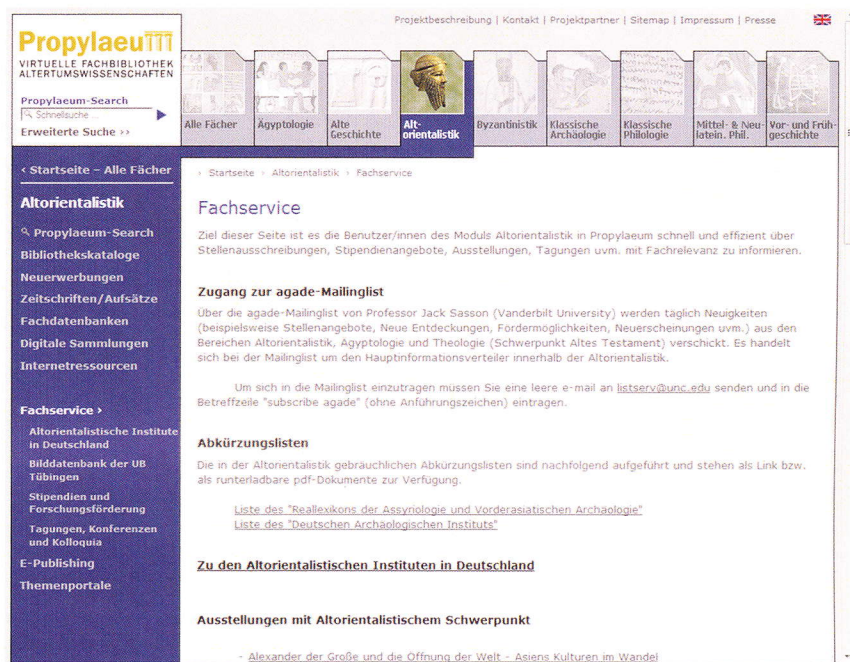 Projektbeschreibung | Kontakt | Projektpartner | Sitemap | Impressum | Presse
Propylaeum
VIRTUELLE FACHBIBLIOTHEK
ALTERTUMSWISSENSCHAFTEN
Propylaeum-Search
Schnellsuche ...
Erweiterte Suche >>
Alle Fächer
Ägyptologie
Alte
Geschichte
Alt-
orientalistik
Byzantinistik
Klassische
Archäologie
Klassische
Philologie
Mittel- & Neu-
latein. Phil.
Vor- und Früh-
geschichte
‹ Startseite – Alle Fächer
Altorientalistik
Propylaeum-Search
Bibliothekskataloge
Neuerwerbungen
Zeitschriften/Aufsätze
Fachdatenbanken
Digitale Sammlungen
Internetressourcen
Fachservice ›
Altorientalistische Institute
in Deutschland
Bilddatenbank der UB
Tübingen
Stipendien und
Forschungsförderung
Tagungen, Konferenzen
und Kolloquia
E-Publishing
Themenportale
› Startseite › Altorientalistik › Fachservice
Fachservice
Ziel dieser Seite ist es die Benutzer/innen des Moduls Altorientalistik in Propylaeum schnell und effizient über
Stellenausschreibungen, Stipendienangebote, Ausstellungen, Tagungen uvm. mit Fachrelevanz zu informieren.
Zugang zur agade-Mailinglist
Über die agade-Mailinglist von Professor Jack Sasson (Vanderbilt University) werden täglich Neuigkeiten
(beispielsweise Stellenangebote, Neue Entdeckungen, Fördermöglichkeiten, Neuerscheinungen uvm.) aus den
Bereichen Altorientalistik, Ägyptologie und Theologie (Schwerpunkt Altes Testament) verschickt. Es handelt
sich bei der Mailinglist um den Hauptinformationsverteiler innerhalb der Altorientalistik.
Um sich in die Mailinglist einzutragen müssen Sie eine leere e-mail an listserv@unc.edu senden und in die
Betreffzeile "subscribe agade" (ohne Anführungszeichen) eintragen.
Abkürzungslisten
Die in der Altorientalistik gebräuchlichen Abkürzungslisten sind nachfolgend aufgeführt und stehen als Link bzw.
als runterladbare pdf-Dokumente zur Verfügung.
Liste des "Reallexikons der Assyriologie und Vorderasiatischen Archäologie"
Liste des "Deutschen Archäologischen Instituts"
Zu den Altorientalistischen Instituten in Deutschland
Ausstellungen mit Altorientalistischem Schwerpunkt
- Alexander der Große und die Öffnung der Welt - Asiens Kulturen im Wandel